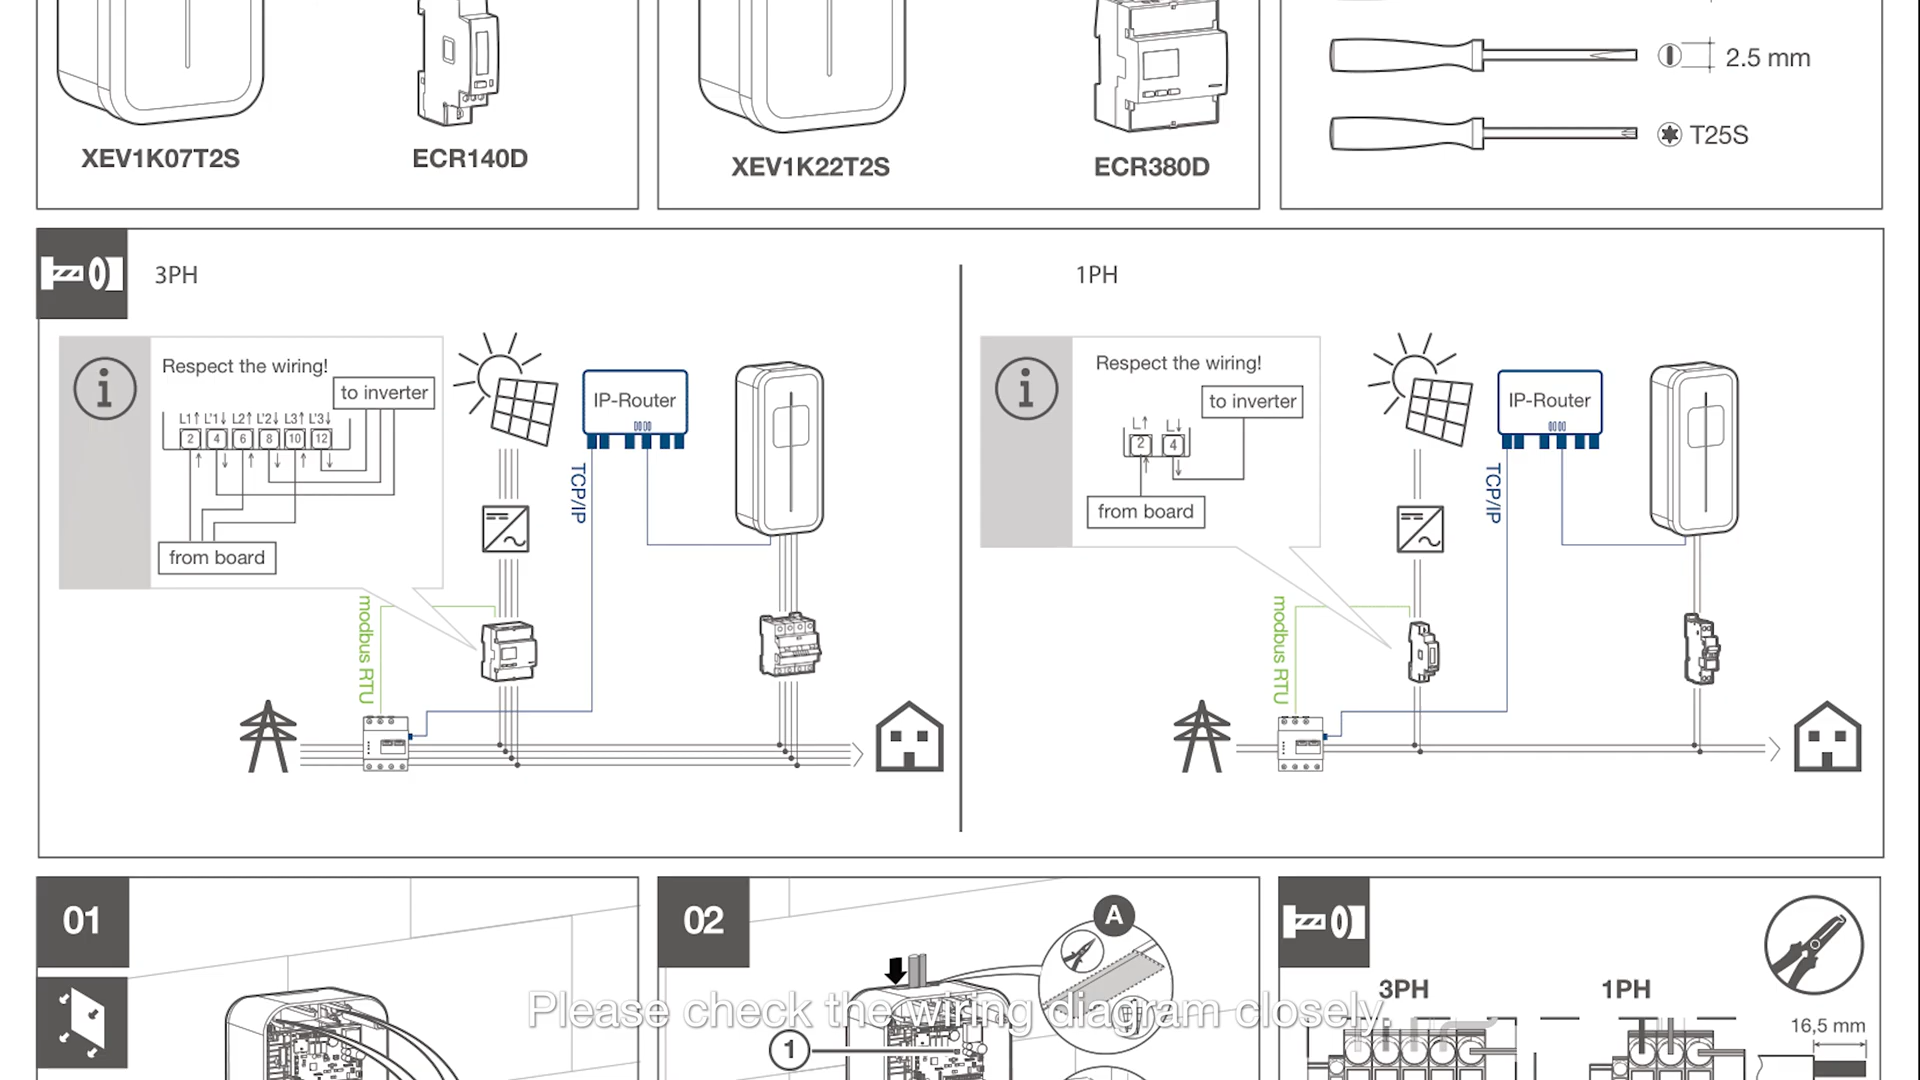 2.5 mm
T25S
XEV1K07T2S
ECR140D
XEV1K22T2S
ECR380D
3PH
Respect the wiring!
to inverter
L1↑ L'1↓ L2↑ L'2↓ L3↑ L'3↓
2 4 6 8 10 12
from board
IP-Router
TCP/IP
modbus RTU
1PH
Respect the wiring!
to inverter
L↑ L↓
2 4
from board
IP-Router
TCP/IP
modbus RTU
01
02
A
1
3PH
1PH
16,5 mm
Please check the wiring diagram closely.